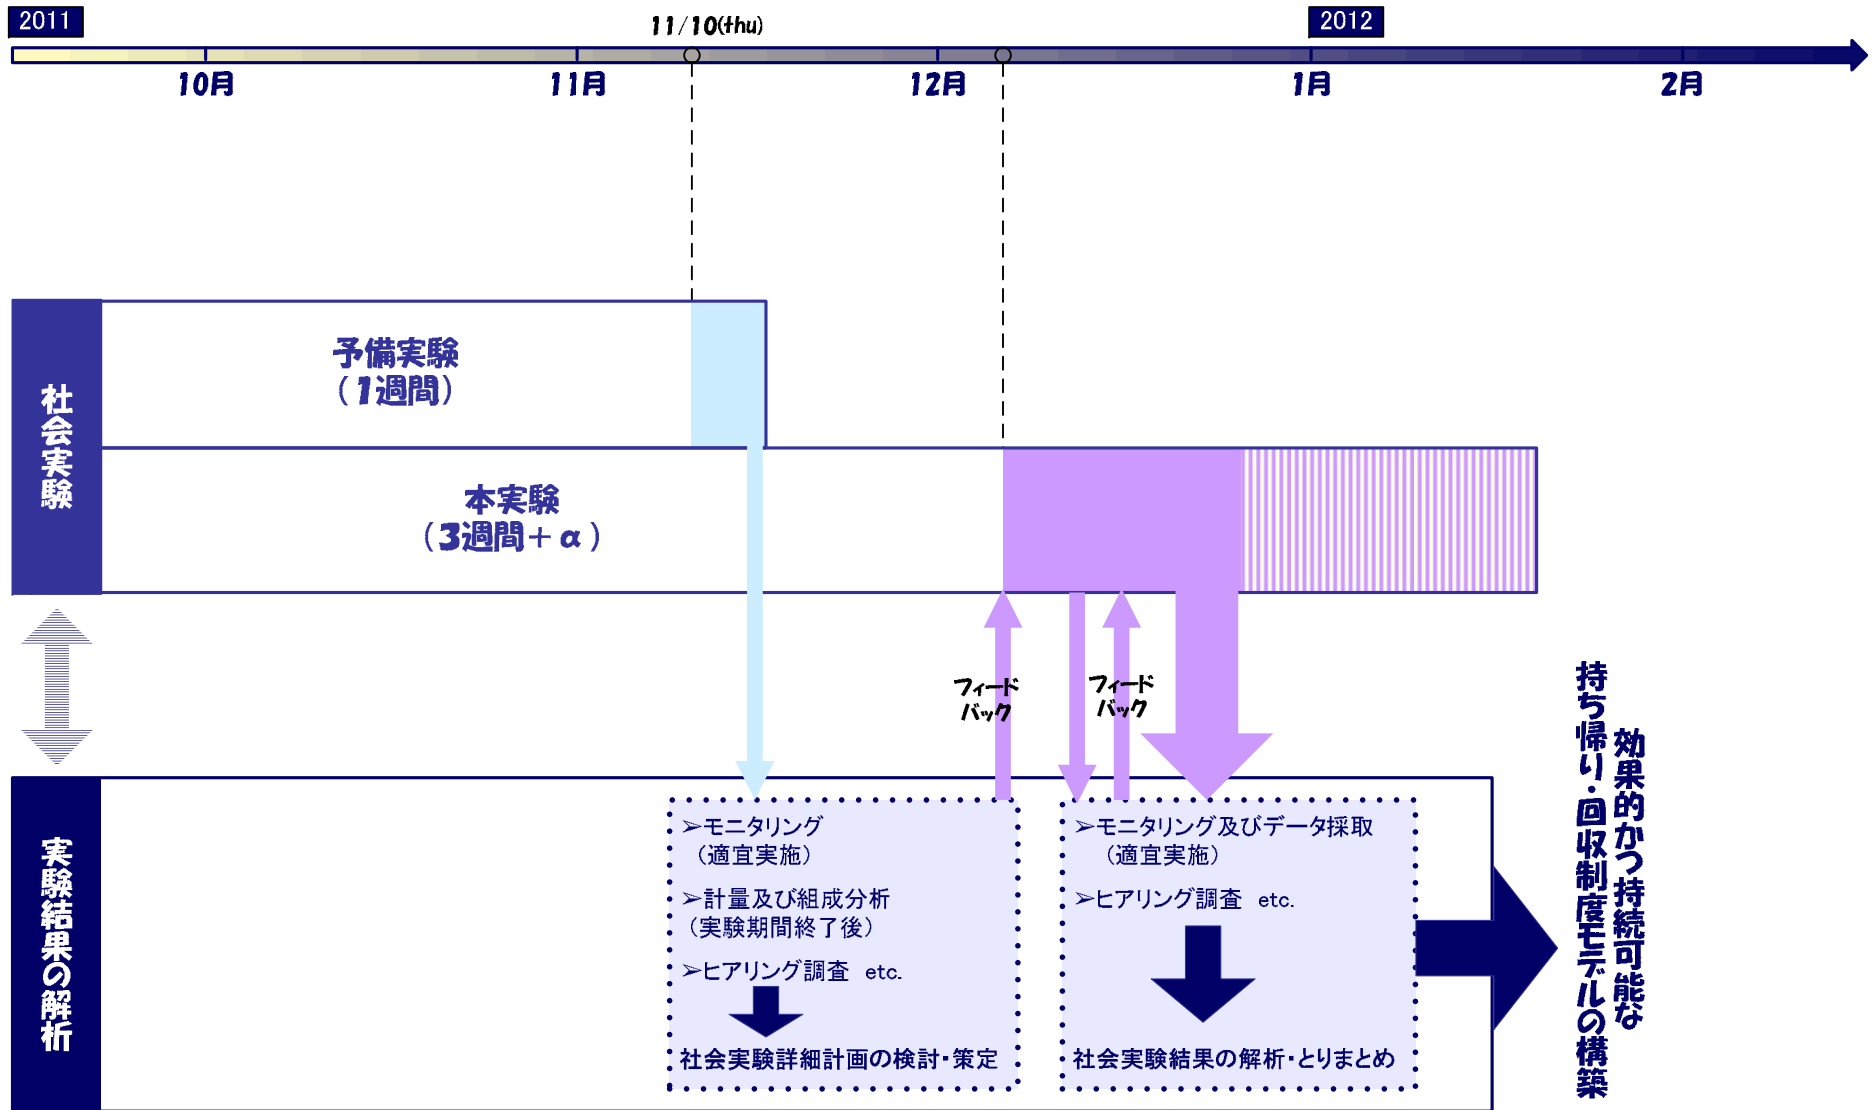 2011
11/10(thu)
2012
10月
11月
12月
1月
2月
社会実験
予備実験
(1週間)
本実験
(3週間+α)
フィード
バック
フィード
バック
実験結果の解析
➢モニタリング
(適宜実施)
➢計量及び組成分析
(実験期間終了後)
➢ヒアリング調査 etc.
社会実験詳細計画の検討・策定
➢モニタリング及びデータ採取
(適宜実施)
➢ヒアリング調査 etc.
社会実験結果の解析・とりまとめ
効果的かつ持続可能な
持ち帰り・回収制度モデルの構築